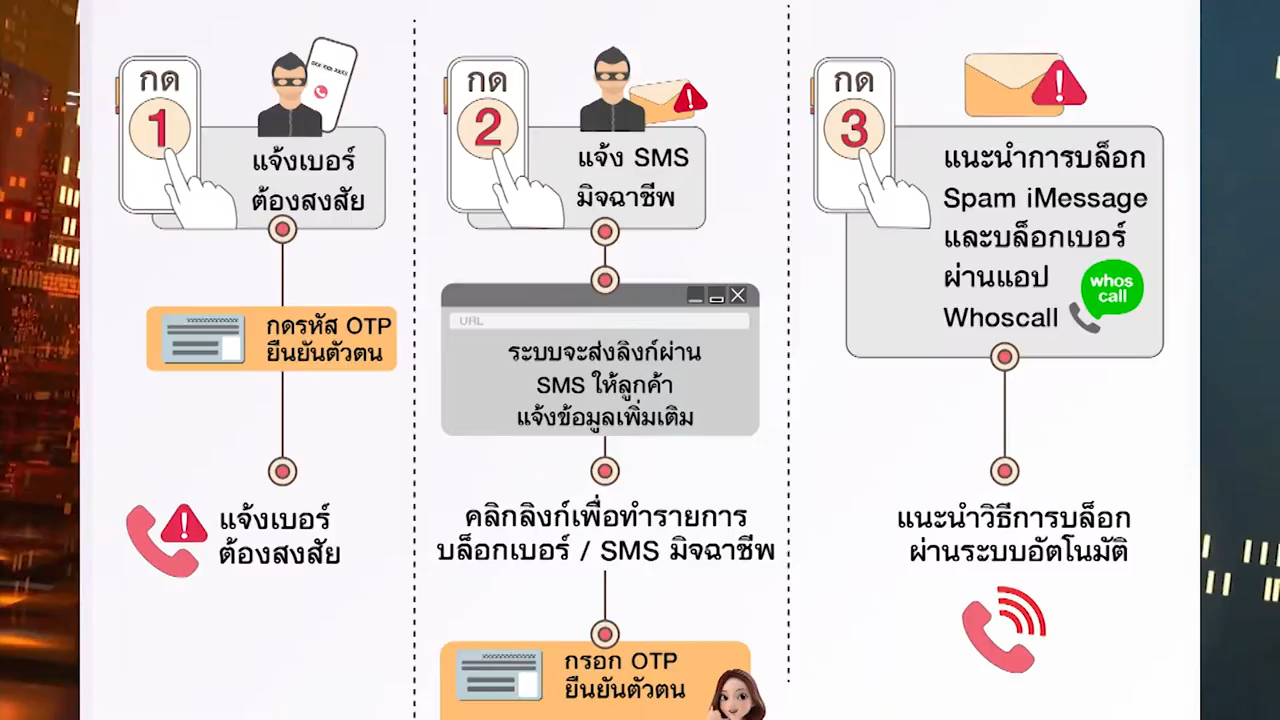 กด
1
xxx xxx xxxx
แจ้งเบอร์
ต้องสงสัย
กดรหัส OTP
ยืนยันตัวตน
แจ้งเบอร์
ต้องสงสัย
กด
2
แจ้ง SMS
มิจฉาชีพ
URL
ระบบจะส่งลิงก์ผ่าน
SMS ให้ลูกค้า
แจ้งข้อมูลเพิ่มเติม
คลิกลิงก์เพื่อทำรายการ
บล็อกเบอร์ / SMS มิจฉาชีพ
กรอก OTP
ยืนยันตัวตน
กด
3
แนะนำการบล็อก
Spam iMessage
และบล็อกเบอร์
ผ่านแอป
Whoscall
whos
call
แนะนำวิธีการบล็อก
ผ่านระบบอัตโนมัติ